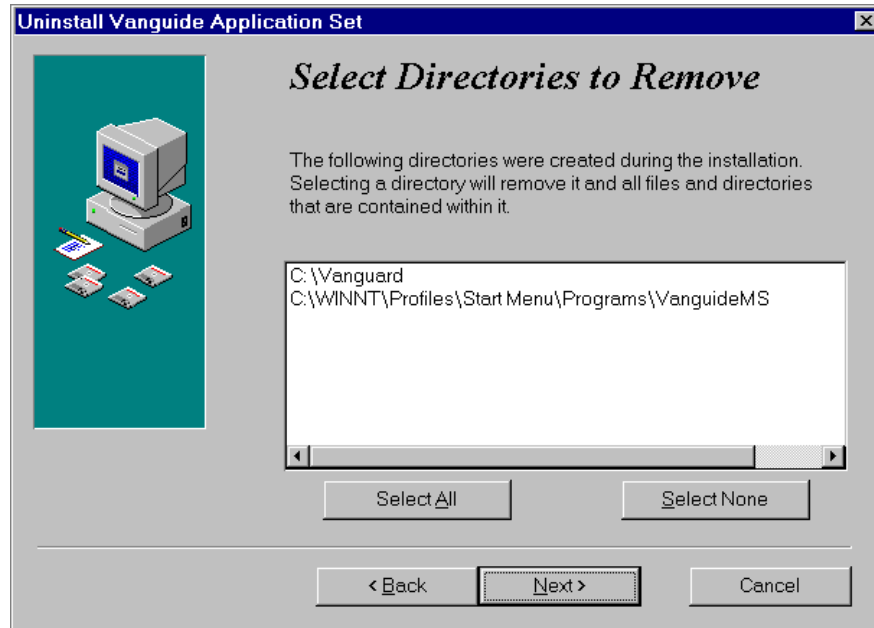 Uninstall Vanguide Application Set
Select Directories to Remove
The following directories were created during the installation.
Selecting a directory will remove it and all files and directories
that are contained within it.
C:\Vanguard
C:\WINNT\Profiles\Start Menu\Programs\VanguideMS
Select All
Select None
< Back
Next >
Cancel